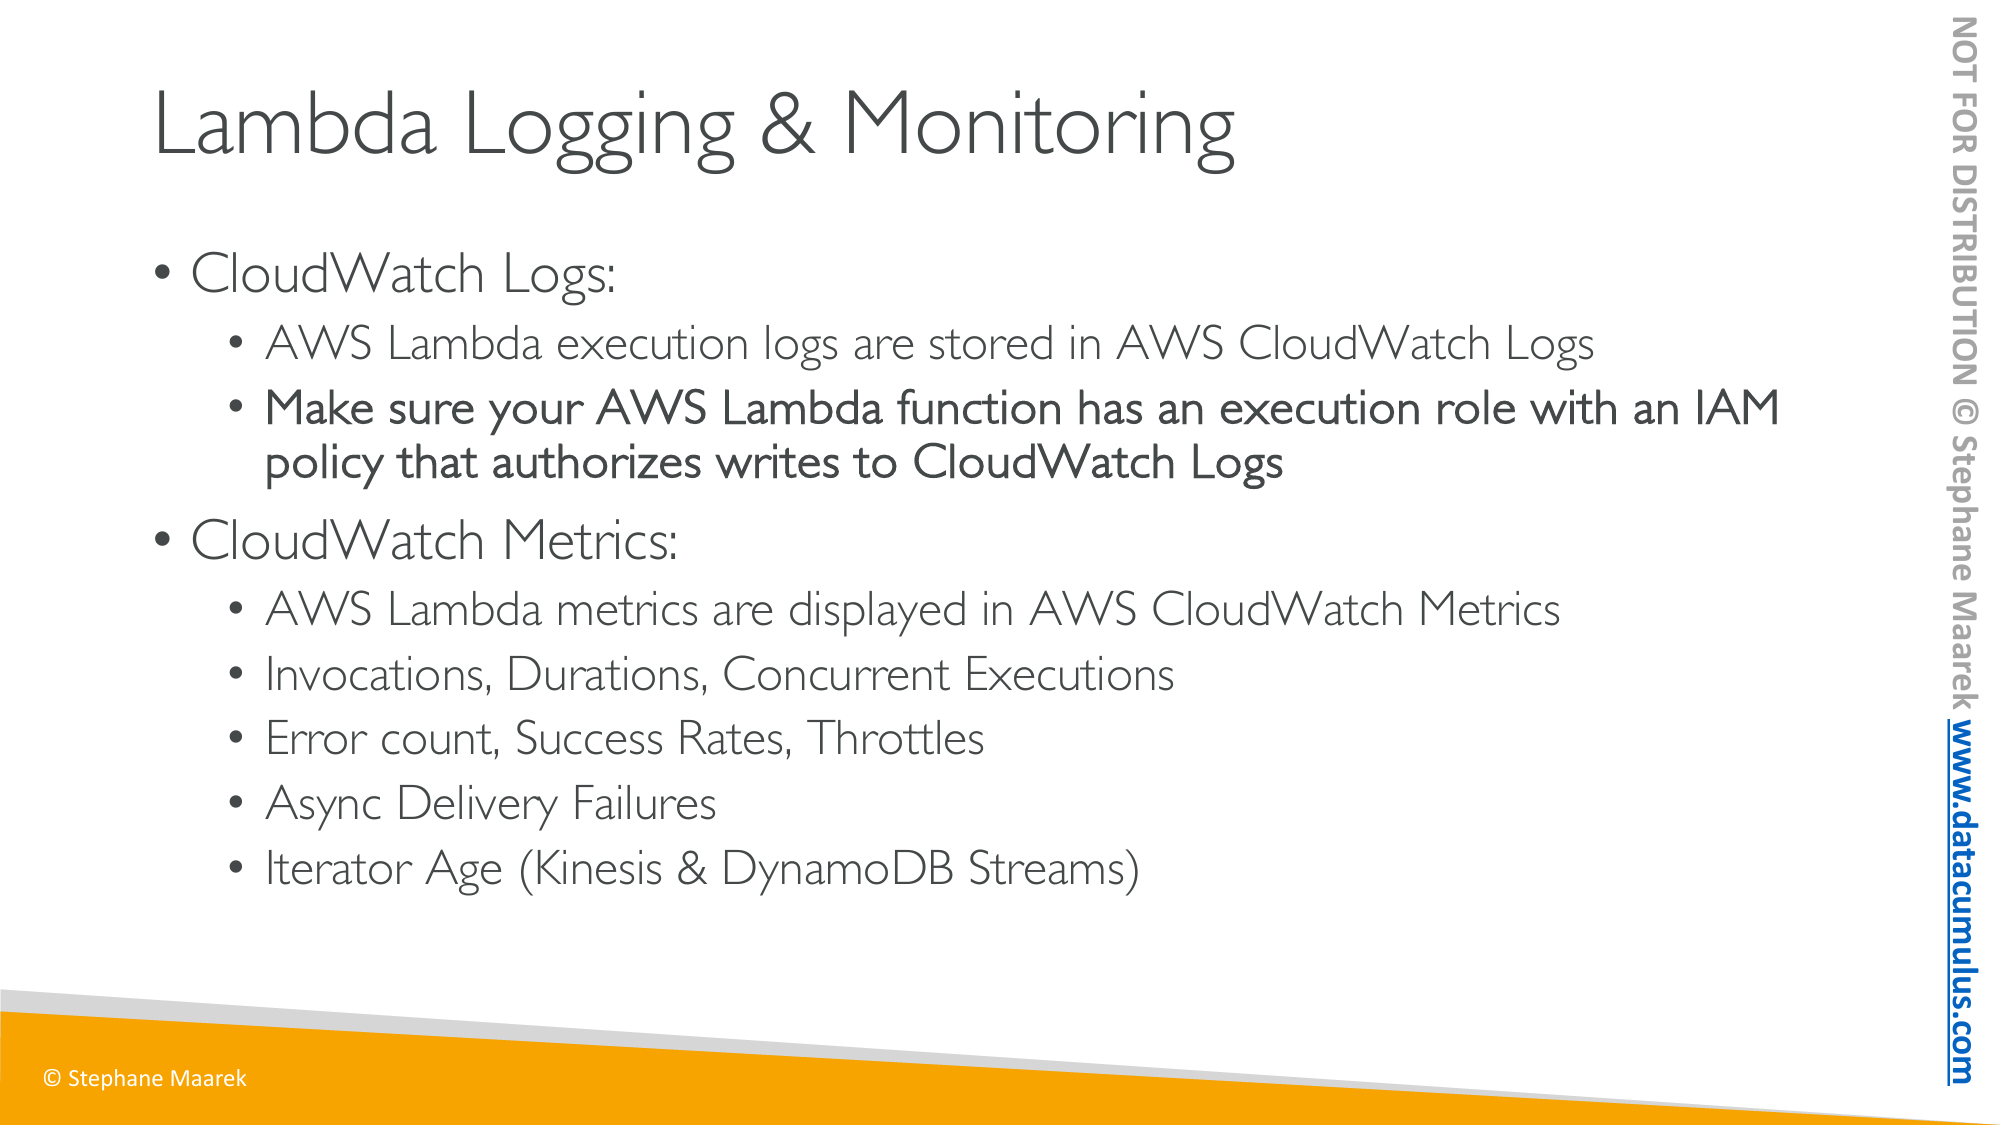 Lambda Logging & Monitoring
• CloudWatch Logs:
• AWS Lambda execution logs are stored in AWS CloudWatch Logs
• Make sure your AWS Lambda function has an execution role with an IAM
policy that authorizes writes to CloudWatch Logs
• CloudWatch Metrics:
• AWS Lambda metrics are displayed in AWS CloudWatch Metrics
• Invocations, Durations, Concurrent Executions
• Error count, Success Rates, Throttles
• Async Delivery Failures
• Iterator Age (Kinesis & DynamoDB Streams)
© Stephane Maarek
NOT FOR DISTRIBUTION © Stephane Maarek www.datacumulus.com